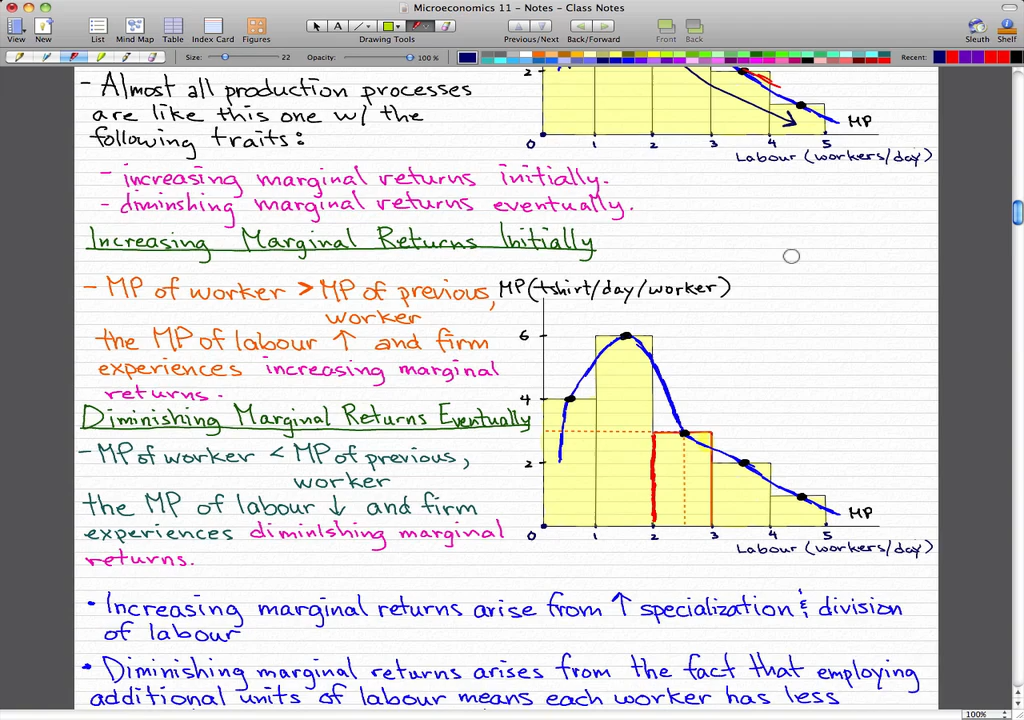 Microeconomics 11 - Notes - Class Notes
View New List Mind Map Table Index Card Figures Drawing Tools Previous/Next Back/Forward Front Back Sleuth Shelf
Size: 22 Opacity: 100 % Recent:
- Almost all production processes
are like this one w/ the
following traits:
2
MP
0 1 2 3 4 5
Labour (workers/day)
- increasing marginal returns initially.
- diminshing marginal returns eventually.
Increasing Marginal Returns Initially
- MP of worker > MP of previous,
worker
the MP of labour ↑ and firm
experiences increasing marginal
returns.
MP (tshirt/day/worker)
6
4
2
MP
0 1 2 3 4 5
Labour (workers/day)
Diminishing Marginal Returns Eventually
- MP of worker < MP of previous,
worker
the MP of labour ↓ and firm
experiences diminishing marginal
returns.
• Increasing marginal returns arise from ↑ specialization & division
of labour
• Diminishing marginal returns arises from the fact that employing
additional units of labour means each worker has less
100%